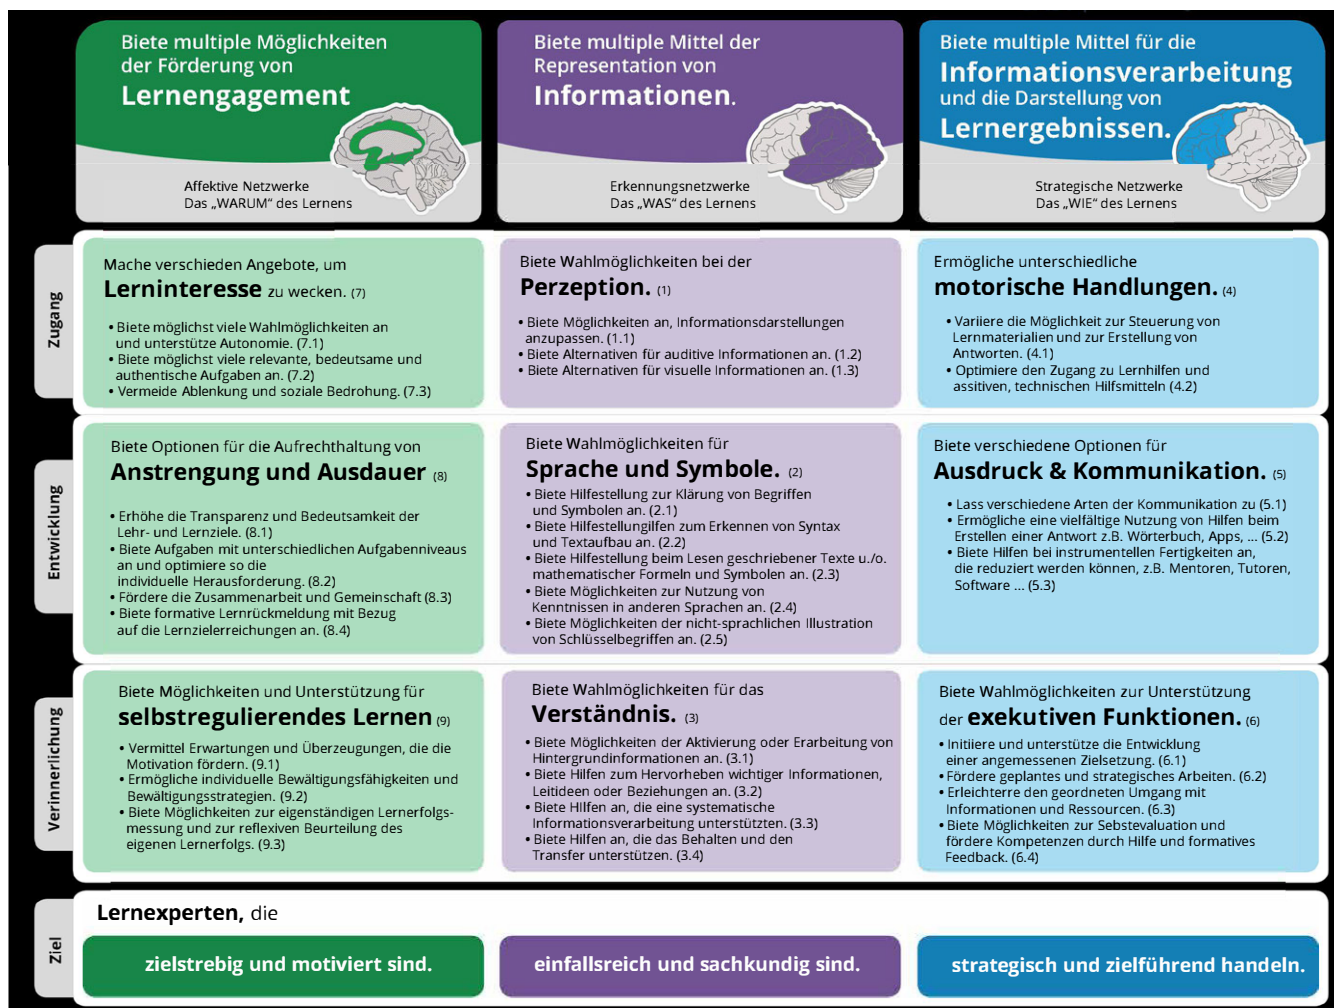 Biete multiple Möglichkeiten
der Förderung von
Lernengagement
Affektive Netzwerke
Das „WARUM“ des Lernens
Biete multiple Mittel der
Representation von
Informationen.
Erkennungsnetzwerke
Das „WAS“ des Lernens
Biete multiple Mittel für die
Informationsverarbeitung
und die Darstellung von
Lernergebnissen.
Strategische Netzwerke
Das „WIE“ des Lernens
Zugang
Mache verschieden Angebote, um
Lerninteresse zu wecken. (7)
• Biete möglichst viele Wahlmöglichkeiten an
und unterstütze Autonomie. (7.1)
• Biete möglichst viele relevante, bedeutsame und
authentische Aufgaben an. (7.2)
• Vermeide Ablenkung und soziale Bedrohung. (7.3)
Biete Wahlmöglichkeiten bei der
Perzeption. (1)
• Biete Möglichkeiten an, Informationsdarstellungen
anzupassen. (1.1)
• Biete Alternativen für auditive Informationen an. (1.2)
• Biete Alternativen für visuelle Informationen an. (1.3)
Ermögliche unterschiedliche
motorische Handlungen. (4)
• Variiere die Möglichkeit zur Steuerung von
Lernmaterialien und zur Erstellung von
Antworten. (4.1)
• Optimiere den Zugang zu Lernhilfen und
assitiven, technischen Hilfsmitteln (4.2)
Entwicklung
Biete Optionen für die Aufrechthaltung von
Anstrengung und Ausdauer (8)
• Erhöhe die Transparenz und Bedeutsamkeit der
Lehr- und Lernziele. (8.1)
• Biete Aufgaben mit unterschiedlichen Aufgabenniveaus
an und optimiere so die
individuelle Herausforderung. (8.2)
• Fördere die Zusammenarbeit und Gemeinschaft (8.3)
• Biete formative Lernrückmeldung mit Bezug
auf die Lernzielerreichungen an. (8.4)
Biete Wahlmöglichkeiten für
Sprache und Symbole. (2)
• Biete Hilfestellung zur Klärung von Begriffen
und Symbolen an. (2.1)
• Biete Hilfestellungilfen zum Erkennen von Syntax
und Textaufbau an. (2.2)
• Biete Hilfestellung beim Lesen geschriebener Texte u./o.
mathematischer Formeln und Symbolen an. (2.3)
• Biete Möglichkeiten zur Nutzung von
Kenntnissen in anderen Sprachen an. (2.4)
• Biete Möglichkeiten der nicht-sprachlichen Illustration
von Schlüsselbegriffen an. (2.5)
Biete verschiedene Optionen für
Ausdruck & Kommunikation. (5)
• Lass verschiedene Arten der Kommunikation zu (5.1)
• Ermögliche eine vielfältige Nutzung von Hilfen beim
Erstellen einer Antwort z.B. Wörterbuch, Apps, ... (5.2)
• Biete Hilfen bei instrumentellen Fertigkeiten an,
die reduziert werden können, z.B. Mentoren, Tutoren,
Software ... (5.3)
Verinnerlichung
Biete Möglichkeiten und Unterstützung für
selbstregulierendes Lernen (9)
• Vermittel Erwartungen und Überzeugungen, die die
Motivation fördern. (9.1)
• Ermögliche individuelle Bewältigungsfähigkeiten und
Bewältigungsstrategien. (9.2)
• Biete Möglichkeiten zur eigenständigen Lernerfolgs-
messung und zur reflexiven Beurteilung des
eigenen Lernerfolgs. (9.3)
Biete Wahlmöglichkeiten für das
Verständnis. (3)
• Biete Möglichkeiten der Aktivierung oder Erarbeitung von
Hintergrundinformationen an. (3.1)
• Biete Hilfen zum Hervorheben wichtiger Informationen,
Leitideen oder Beziehungen an. (3.2)
• Biete HIlfen an, die eine systematische
Informationsverarbeitung unterstützten. (3.3)
• Biete Hilfen an, die das Behalten und den
Transfer unterstützen. (3.4)
Biete Wahlmöglichkeiten zur Unterstützung
der exekutiven Funktionen. (6)
• Initiiere und unterstütze die Entwicklung
einer angemessenen Zielsetzung. (6.1)
• Fördere geplantes und strategisches Arbeiten. (6.2)
• Erleichterre den geordneten Umgang mit
Informationen und Ressourcen. (6.3)
• Biete Möglichkeiten zur Sebstevaluation und
fördere Kompetenzen durch Hilfe und formatives
Feedback. (6.4)
Ziel
Lernexperten, die
zielstrebig und motiviert sind.
einfallsreich und sachkundig sind.
strategisch und zielführend handeln.